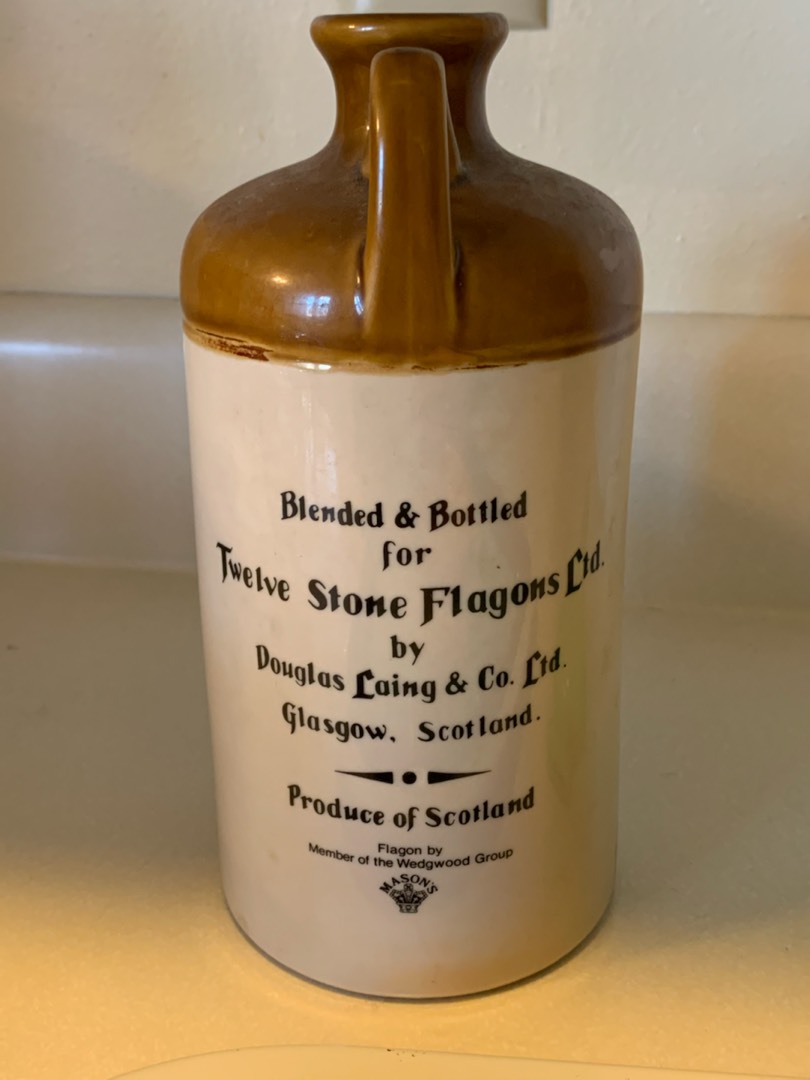 Blended & Bottled
for
Twelve Stone Flagons Ltd.
by
Douglas Laing & Co. Ltd.
Glasgow, Scotland.
Produce of Scotland
Flagon by
Member of the Wedgwood Group
MASON'S